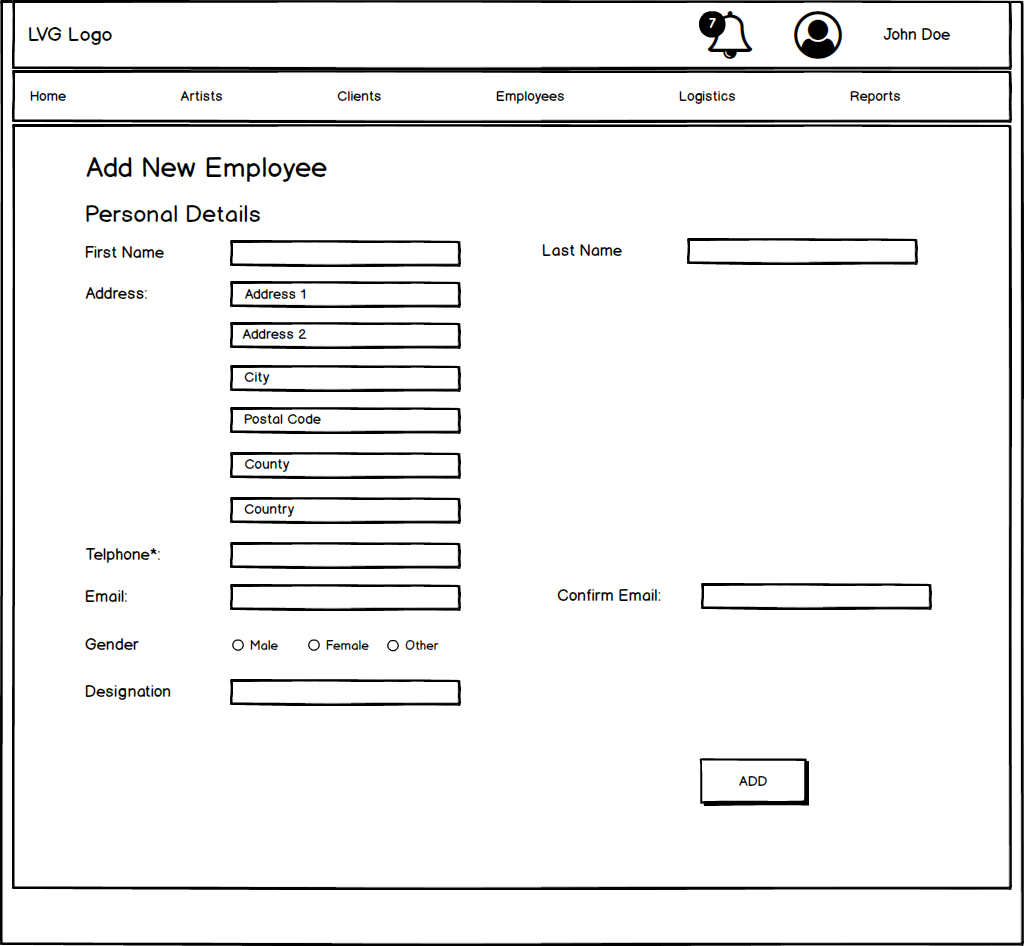 LVG Logo 7 John Doe
Home Artists Clients Employees Logistics Reports
Add New Employee
Personal Details
First Name Last Name
Address: Address 1
Address 2
City
Postal Code
County
Country
Telphone*:
Email: Confirm Email:
Gender Male Female Other
Designation
ADD